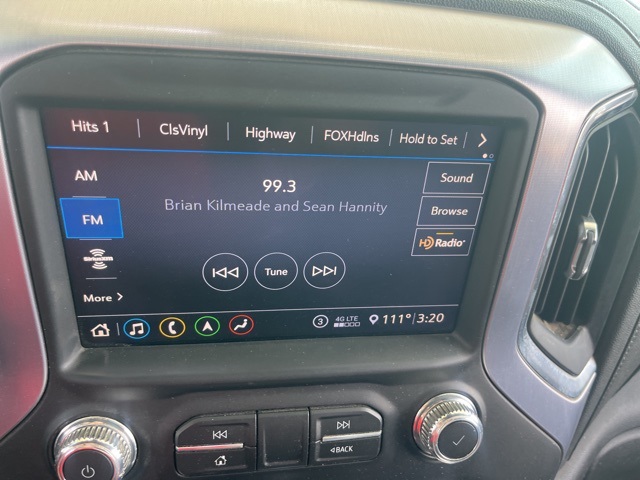 Hits 1 ClsVinyl Highway FOXHdlns Hold to Set
AM
99.3
Sound
Brian Kilmeade and Sean Hannity
FM
Browse
HD Radio
SiriusXM
Tune
More
3 4G LTE 111° 3:20
BACK